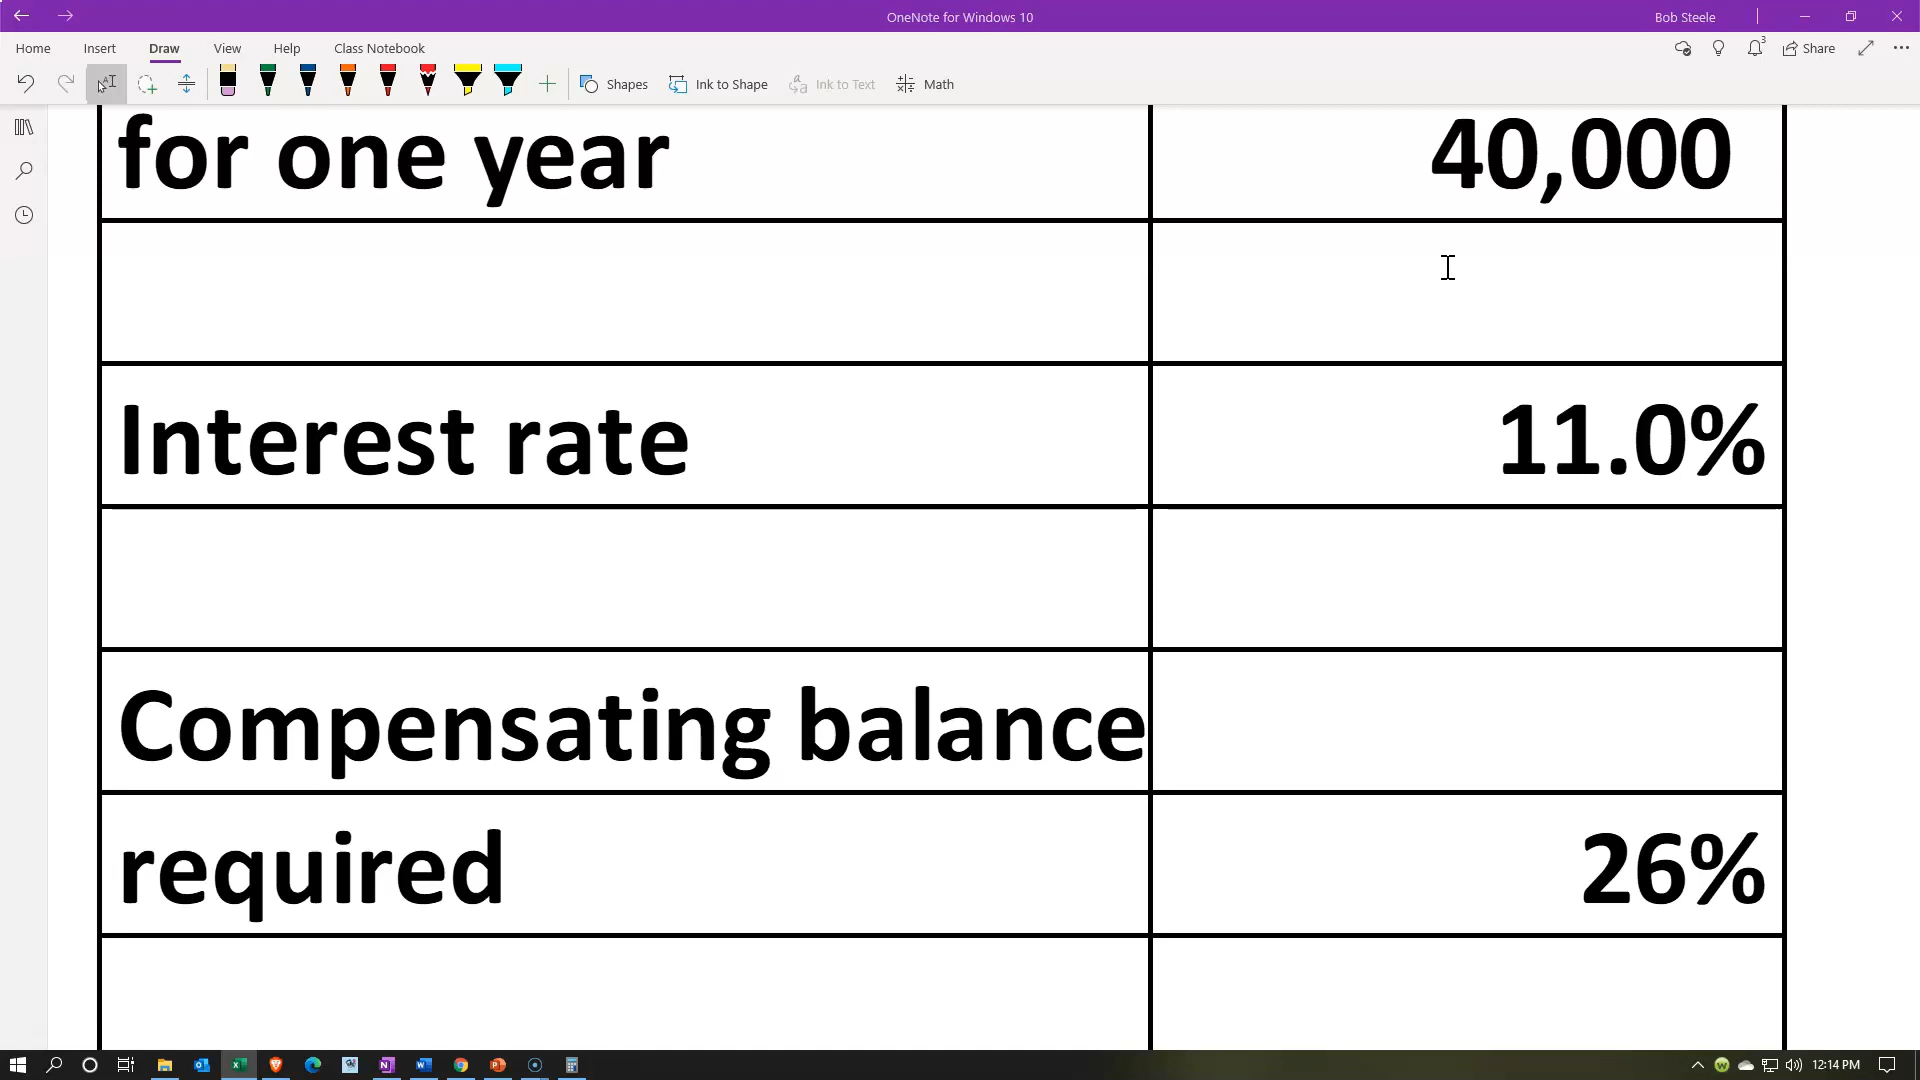 OneNote for Windows 10
Bob Steele
Home Insert Draw View Help Class Notebook
3
Share
Shapes Ink to Shape Ink to Text Math
for one year 40,000
Interest rate 11.0%
Compensating balance
required 26%
12:14 PM